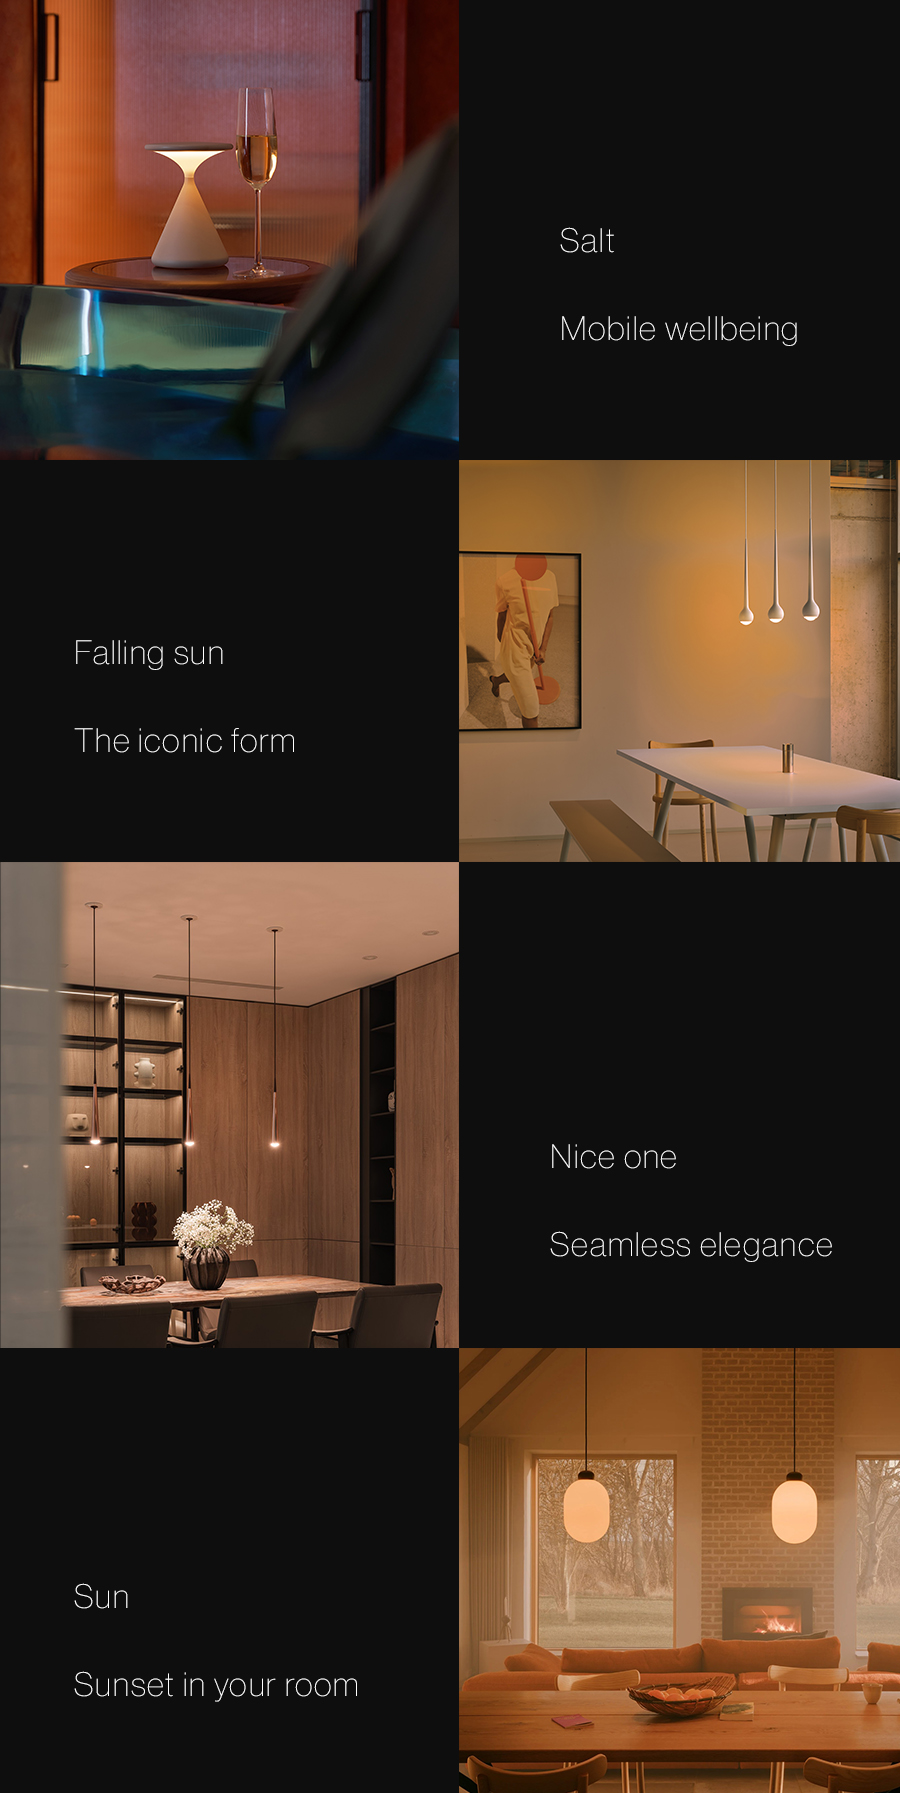 Salt
Mobile wellbeing
Falling sun
The iconic form
Nice one
Seamless elegance
Sun
Sunset in your room